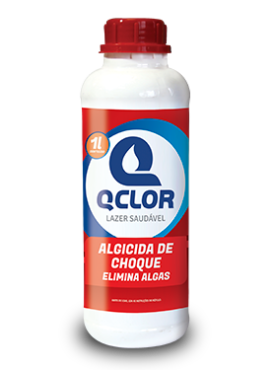 1L
QCLOR
LAZER SAUDÁVEL
ALGICIDA DE
CHOQUE
ELIMINA ALGAS